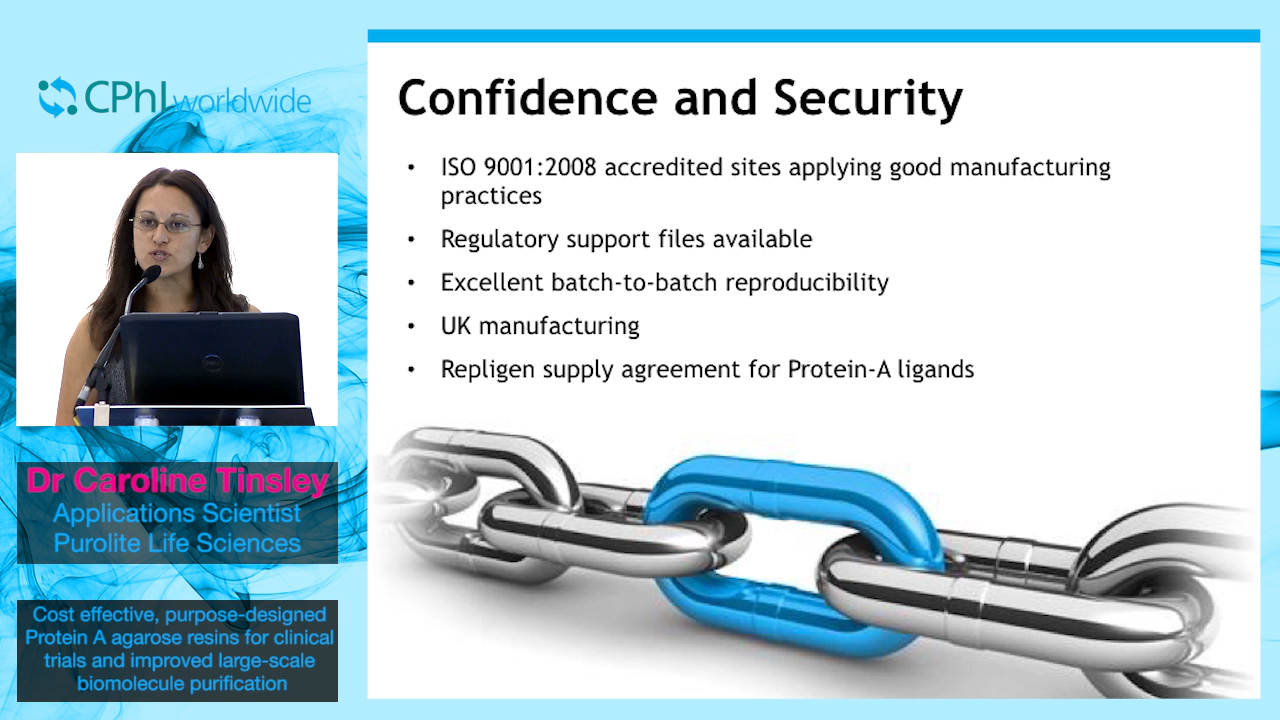 CPhI worldwide
Confidence and Security
• ISO 9001:2008 accredited sites applying good manufacturing
practices
• Regulatory support files available
• Excellent batch-to-batch reproducibility
• UK manufacturing
• Repligen supply agreement for Protein-A ligands
DELL
Dr Caroline Tinsley
Applications Scientist
Purolite Life Sciences
Cost effective, purpose-designed
Protein A agarose resins for clinical
trials and improved large-scale
biomolecule purification